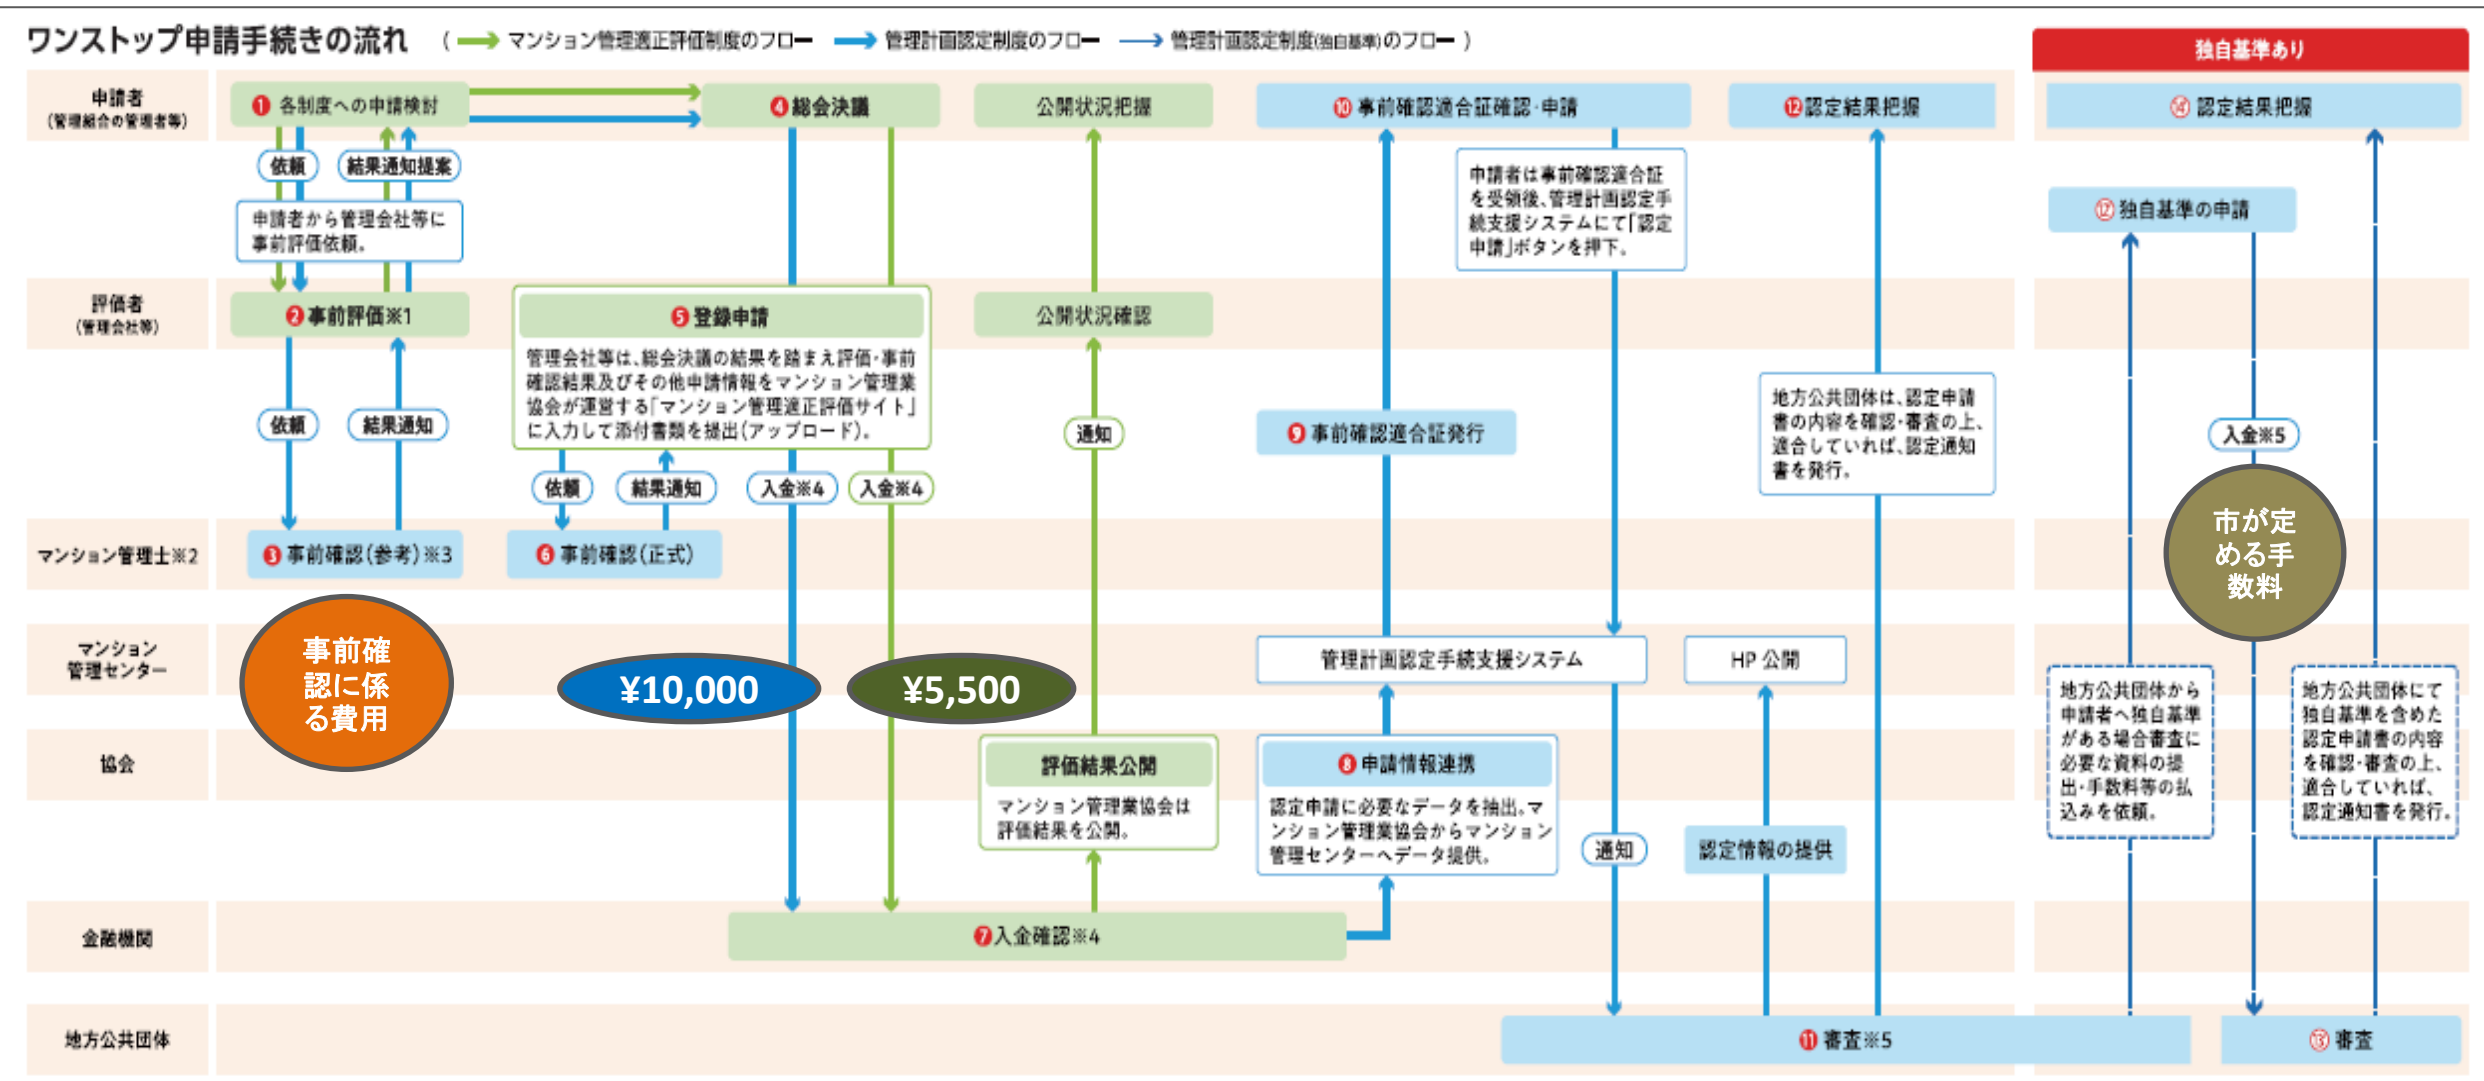 ワンストップ申請手続きの流れ
( → マンション管理適正評価制度のフロー → 管理計画認定制度のフロー → 管理計画認定制度(独自基準)のフロー )
独自基準あり
申請者
(管理組合の管理者等)
❶ 各制度への申請検討
❹総会決議
公開状況把握
❿事前確認適合証確認・申請
⓬認定結果把握
⑭ 認定結果把握
依頼
結果通知提案
申請者から管理会社等に
事前評価依頼。
申請者は事前確認適合証
を受領後、管理計画認定手
続支援システムにて「認定
申請」ボタンを押下。
⑫独自基準の申請
評価者
(管理会社等)
❷事前評価※1
❺登録申請
管理会社等は、総会決議の結果を踏まえ評価・事前
確認結果及びその他申請情報をマンション管理業
協会が運営する「マンション管理適正評価サイト」
に入力して添付書類を提出(アップロード)。
公開状況確認
依頼
結果通知
通知
❾事前確認適合証発行
地方公共団体は、認定申請
書の内容を確認・審査の上、
適合していれば、認定通知
書を発行。
入金※5
依頼
結果通知
入金※4
入金※4
市が定
める手
数料
マンション管理士※2
❸事前確認(参考)※3
❻事前確認(正式)
事前確
認に係
る費用
¥10,000
¥5,500
マンション
管理センター
管理計画認定手続支援システム
HP 公開
地方公共団体から
申請者へ独自基準
がある場合審査に
必要な資料の提
出・手数料等の払
込みを依頼。
地方公共団体にて
独自基準を含めた
認定申請書の内容
を確認・審査の上、
適合していれば、
認定通知書を発行。
協会
評価結果公開
マンション管理業協会は
評価結果を公開。
❽申請情報連携
認定申請に必要なデータを抽出。マ
ンション管理業協会からマンション
管理センターへデータ提供。
通知
認定情報の提供
金融機関
❼入金確認※4
地方公共団体
⓫審査※5
⑬審査